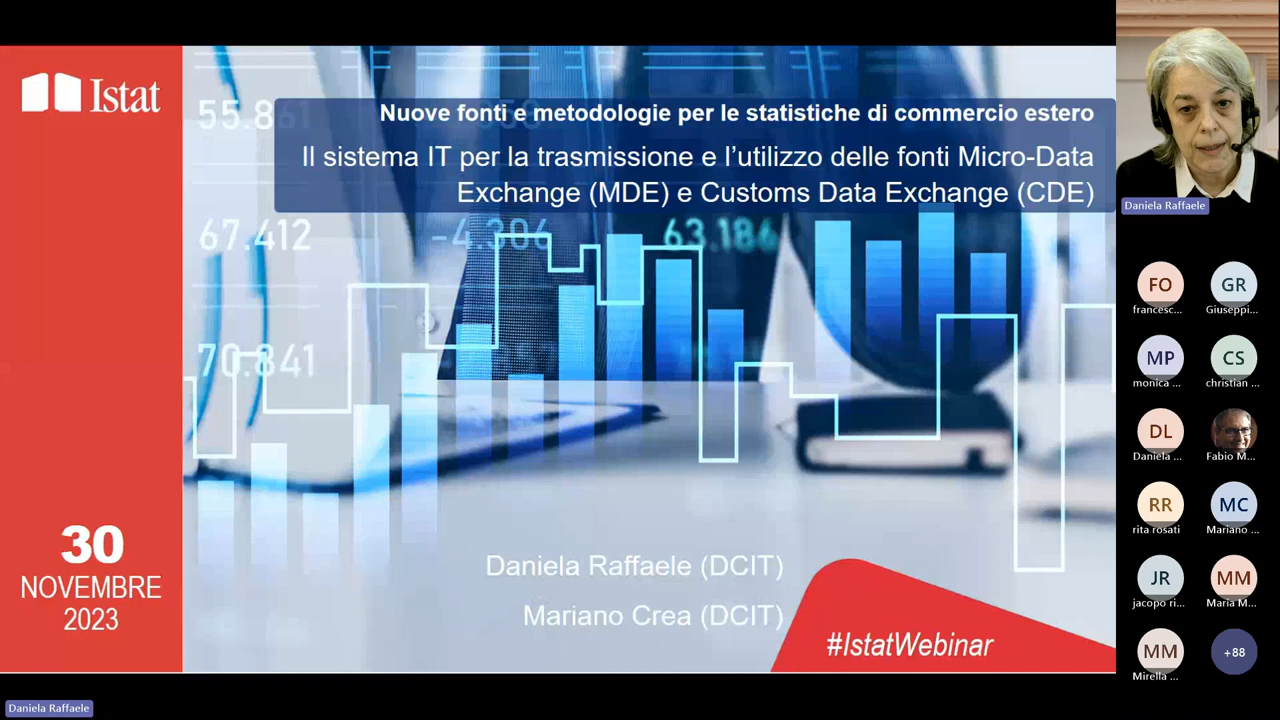 Istat
55.861
67.412
-4.306
63.184
70.841
Nuove fonti e metodologie per le statistiche di commercio estero
Il sistema IT per la trasmissione e l'utilizzo delle fonti Micro-Data
Exchange (MDE) e Customs Data Exchange (CDE)
30
NOVEMBRE
2023
Daniela Raffaele (DCIT)
Mariano Crea (DCIT)
#IstatWebinar
Daniela Raffaele
Daniela Raffaele
FO
GR
francesc...
Giuseppi...
MP
CS
monica ...
christian ...
DL
Daniela ...
Fabio M...
RR
MC
rita rosati
Mariano ...
JR
MM
jacopo ri...
Maria M...
MM
+88
Mirella ...